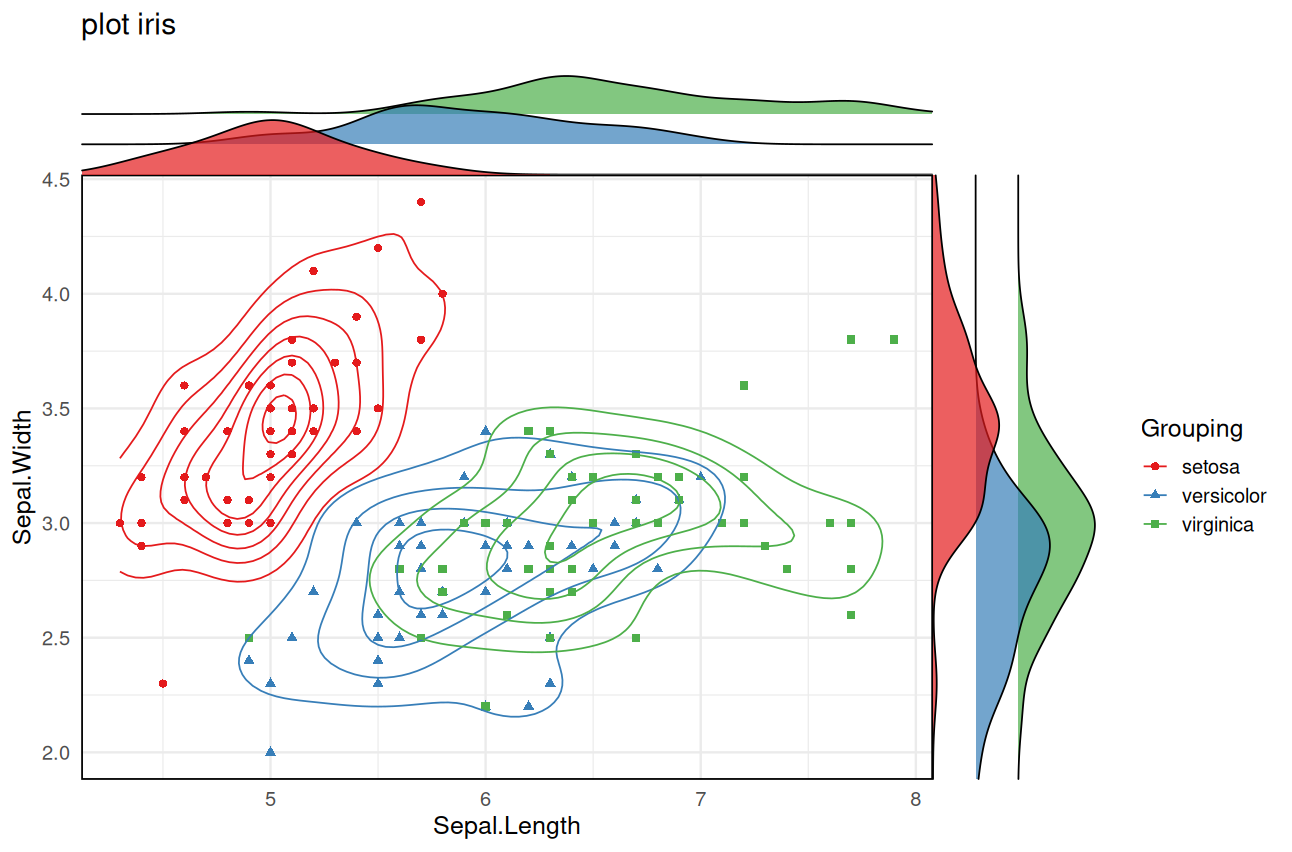 plot iris
4.5
4.0
3.5
3.0
2.5
2.0
Sepal.Width
5
6
7
8
Sepal.Length
Grouping
setosa
versicolor
virginica